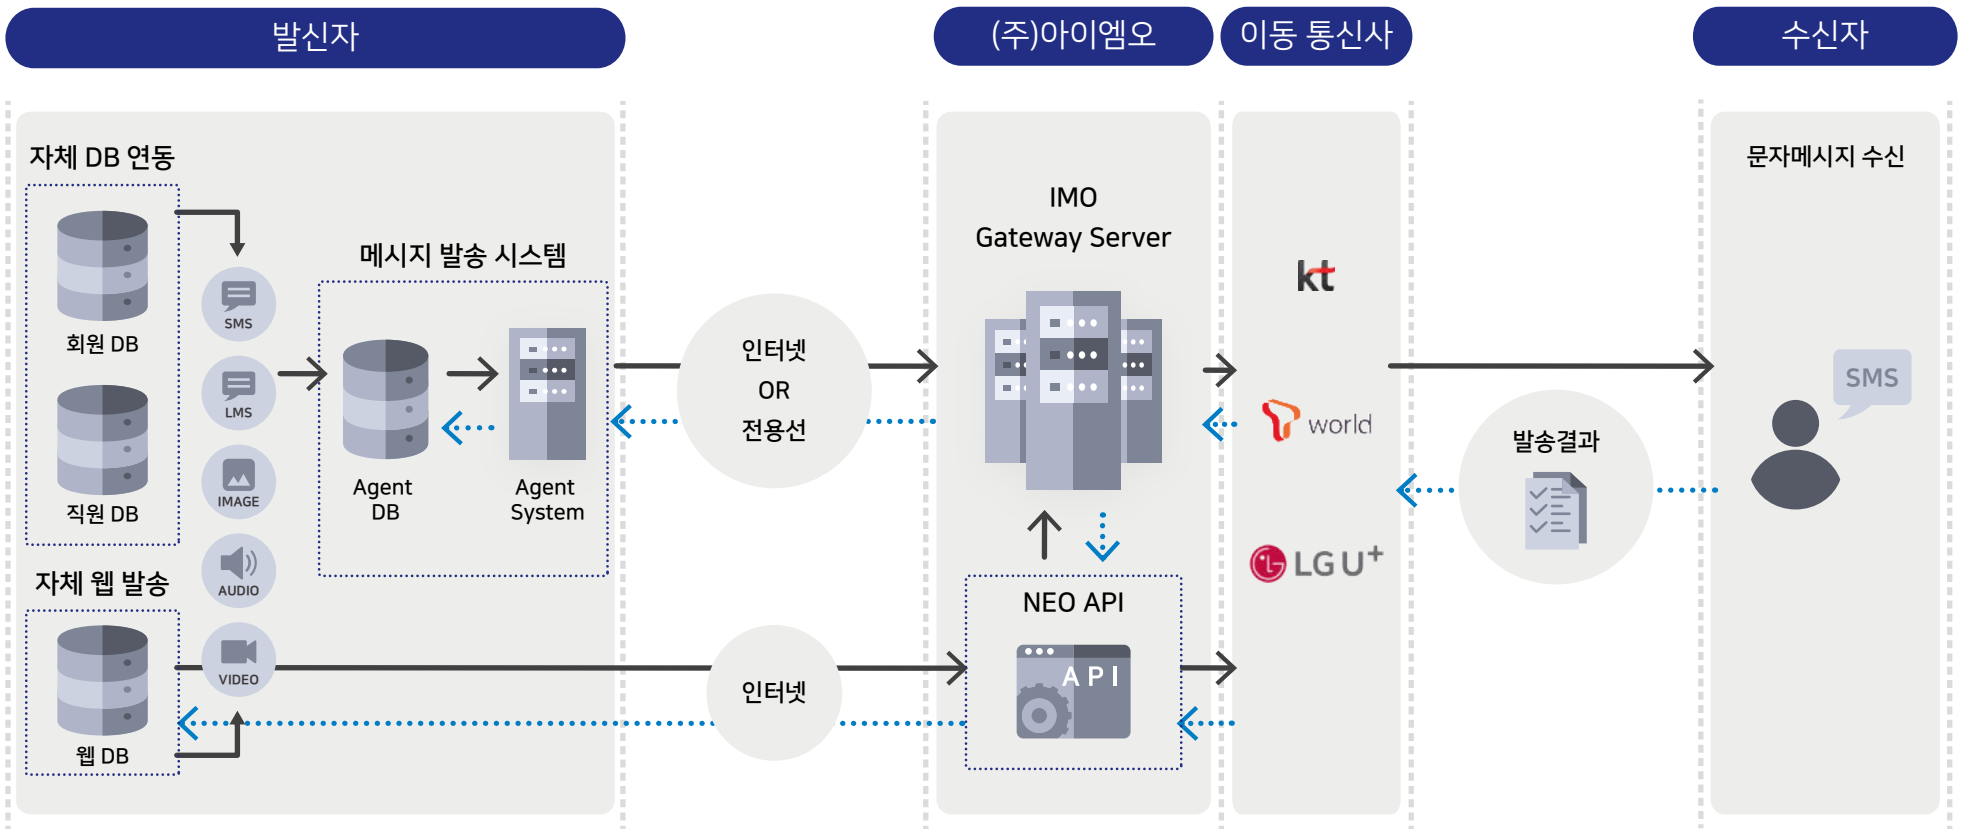 발신자
(주)아이엠오
이동 통신사
수신자
자체 DB 연동
회원 DB
직원 DB
자체 웹 발송
웹 DB
SMS
LMS
IMAGE
AUDIO
VIDEO
메시지 발송 시스템
Agent
DB
Agent
System
인터넷
OR
전용선
인터넷
IMO
Gateway Server
NEO API
API
kt
T world
LG U+
발송결과
문자메시지 수신
SMS